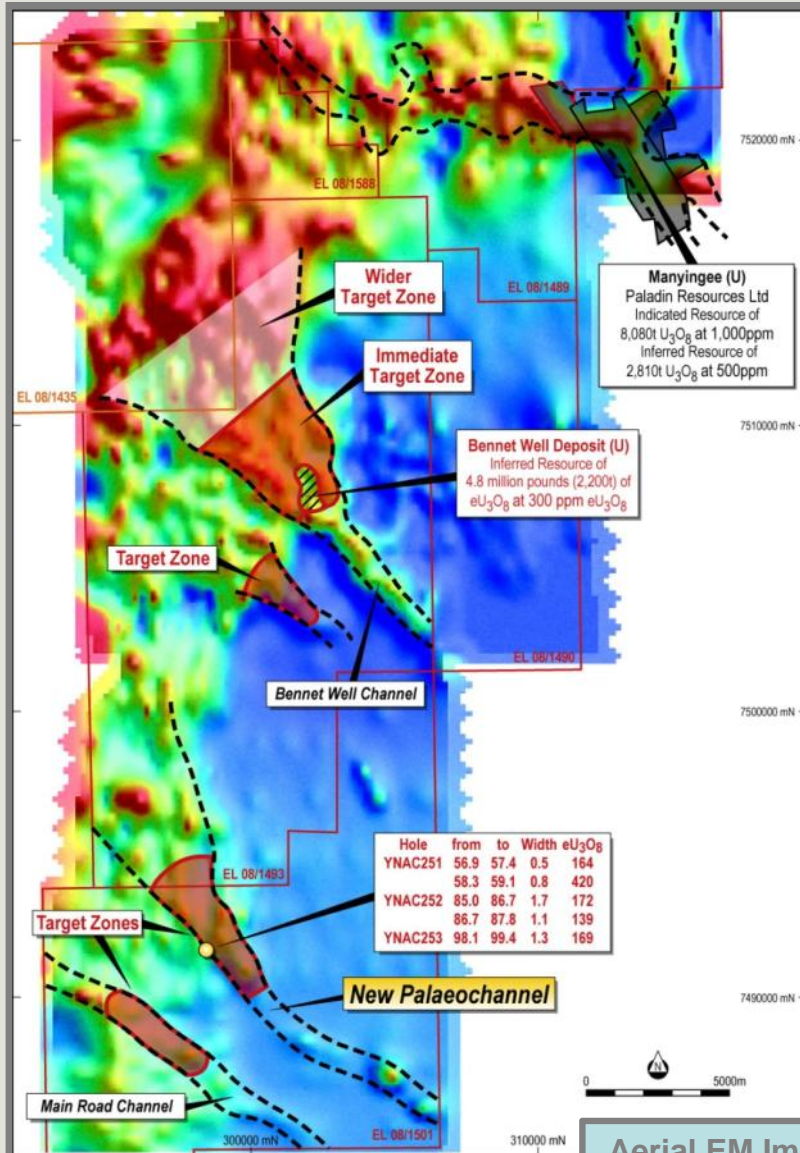 7520000 mN
EL 08/1588
Wider
Target Zone
EL 08/1489
Manyingee (U)
Paladin Resources Ltd
Indicated Resource of
8,080t U₃O₈ at 1,000ppm
Inferred Resource of
2,810t U₃O₈ at 500ppm
Immediate
Target Zone
EL 08/1435
7510000 mN
Bennet Well Deposit (U)
Inferred Resource of
4.8 million pounds (2,200t) of
eU₃O₈ at 300 ppm eU₃O₈
Target Zone
EL 08/1490
Bennet Well Channel
7500000 mN
Hole from to Width eU₃O₈
YNAC251 56.9 57.4 0.5 164
58.3 59.1 0.8 420
YNAC252 85.0 86.7 1.7 172
86.7 87.8 1.1 139
YNAC253 98.1 99.4 1.3 169
EL 08/1493
Target Zones
New Palaeochannel
7490000 mN
N
0 5000m
Main Road Channel
EL 08/1501
300000 mN
310000 mN
Aerial EM Im